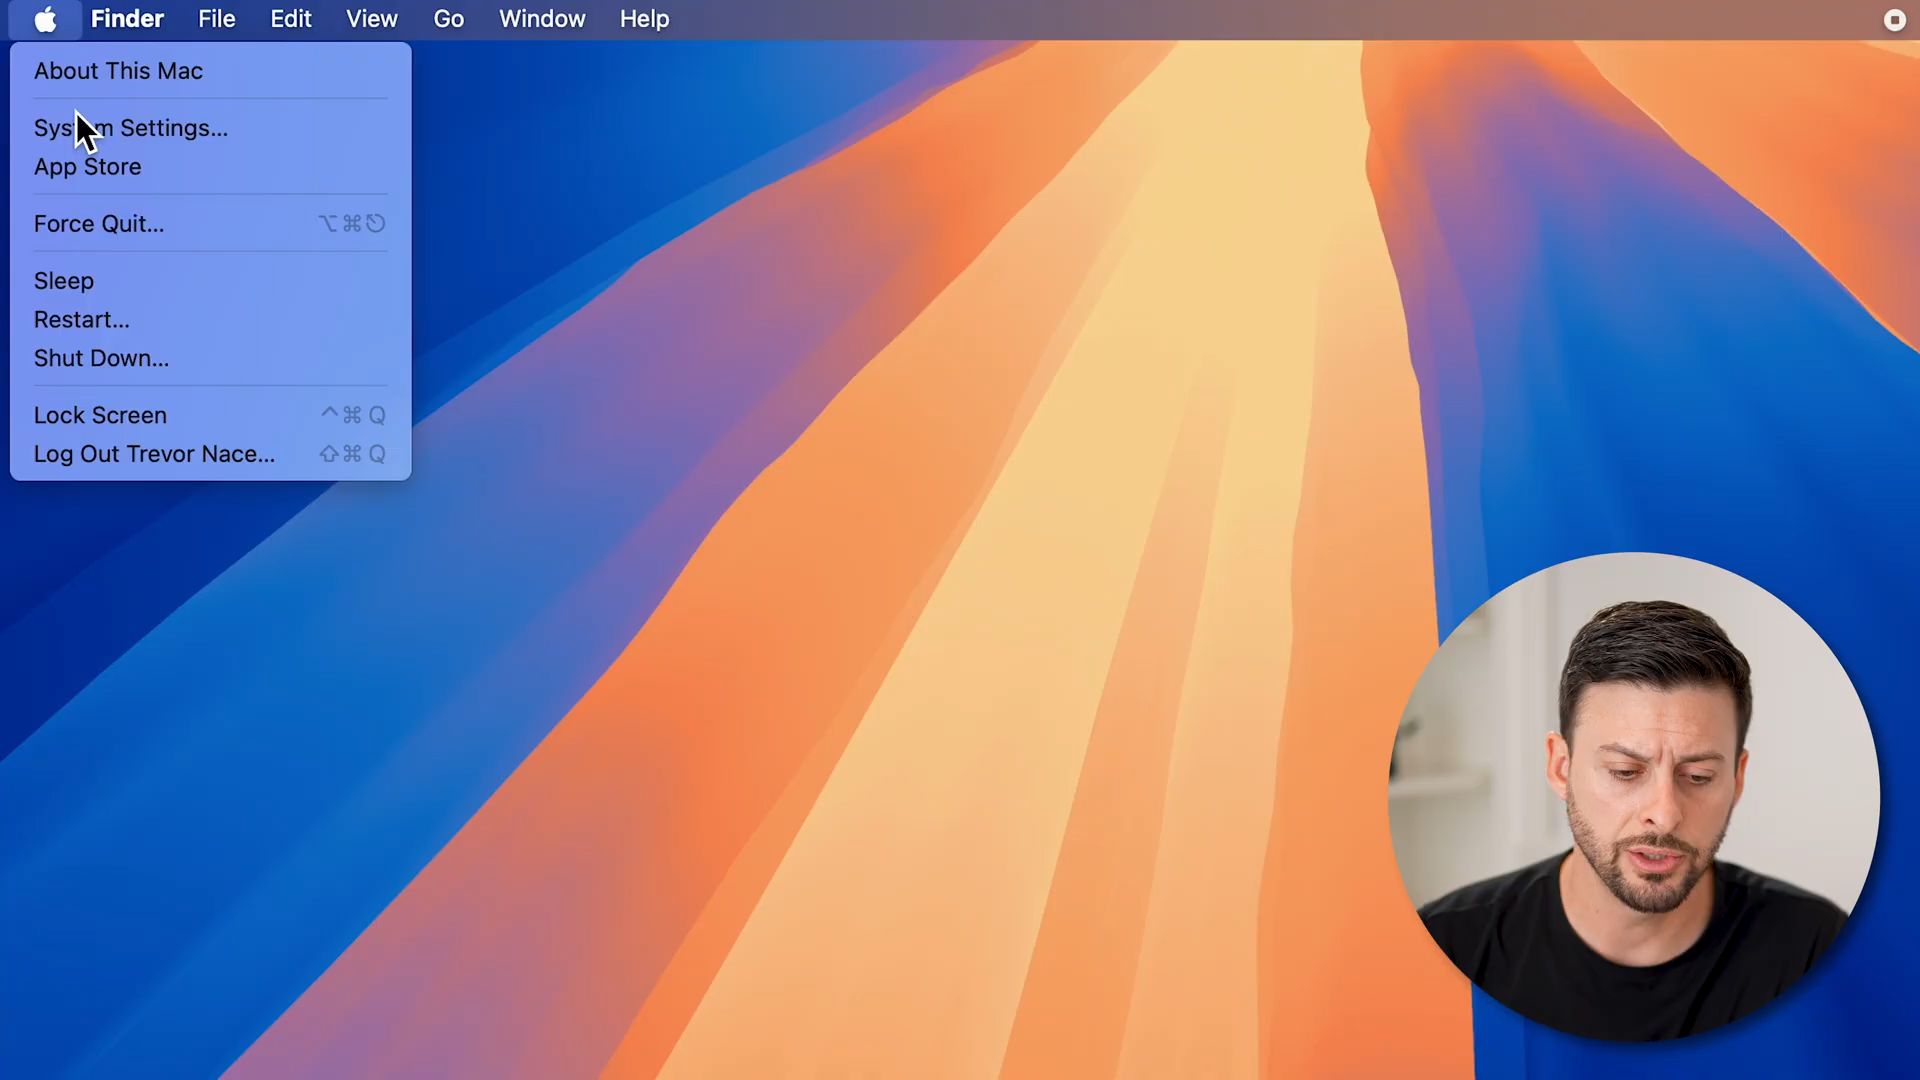 Finder File Edit View Go Window Help
About This Mac
System Settings...
App Store
Force Quit... ⌥⌘⎋
Sleep
Restart...
Shut Down...
Lock Screen ^⌘Q
Log Out Trevor Nace... ⇧⌘Q